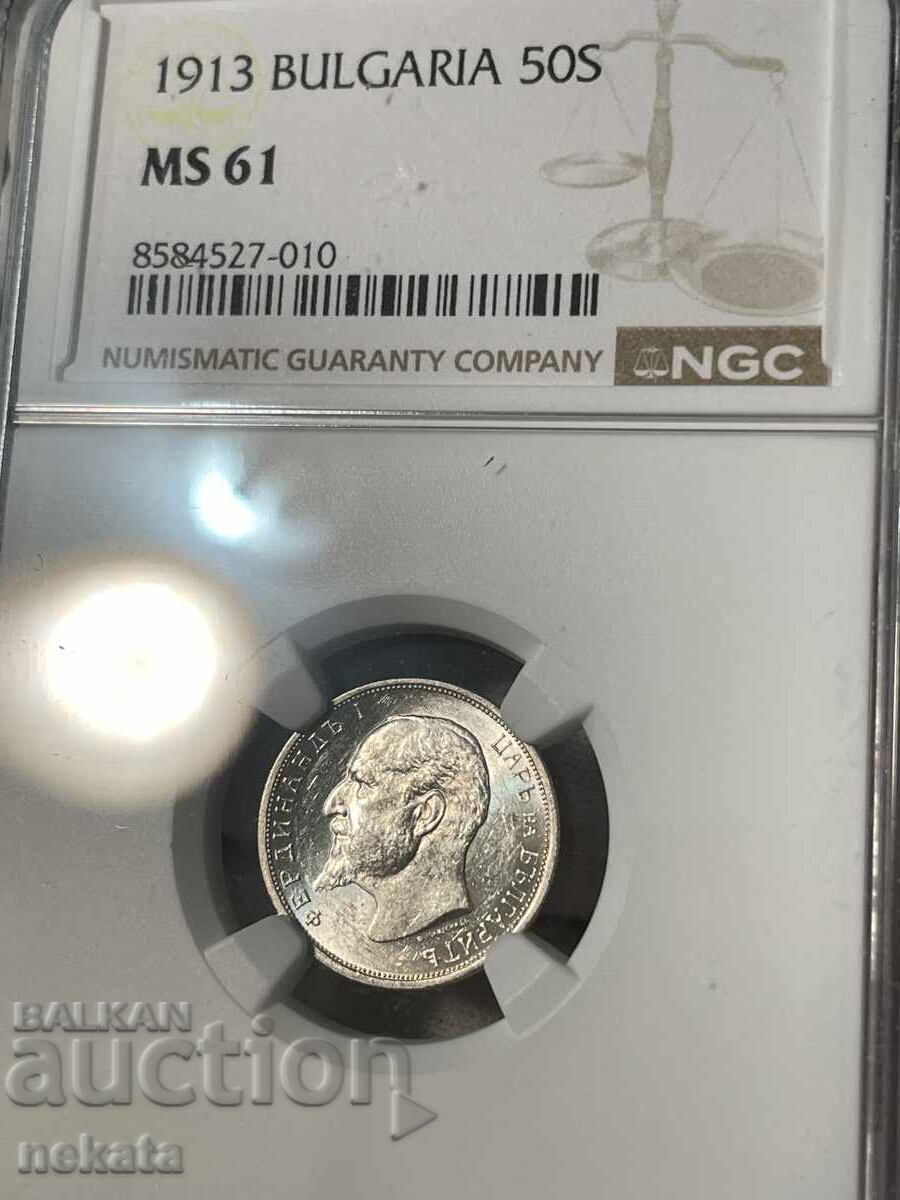 1913 BULGARIA 50S
MS 61
8584527-010
NUMISMATIC GUARANTY COMPANY NGC
ФЕРДИНАНДЪ I ЦАРЬ НА БЪЛГАРИТѢ
BALKAN
auction
nekata